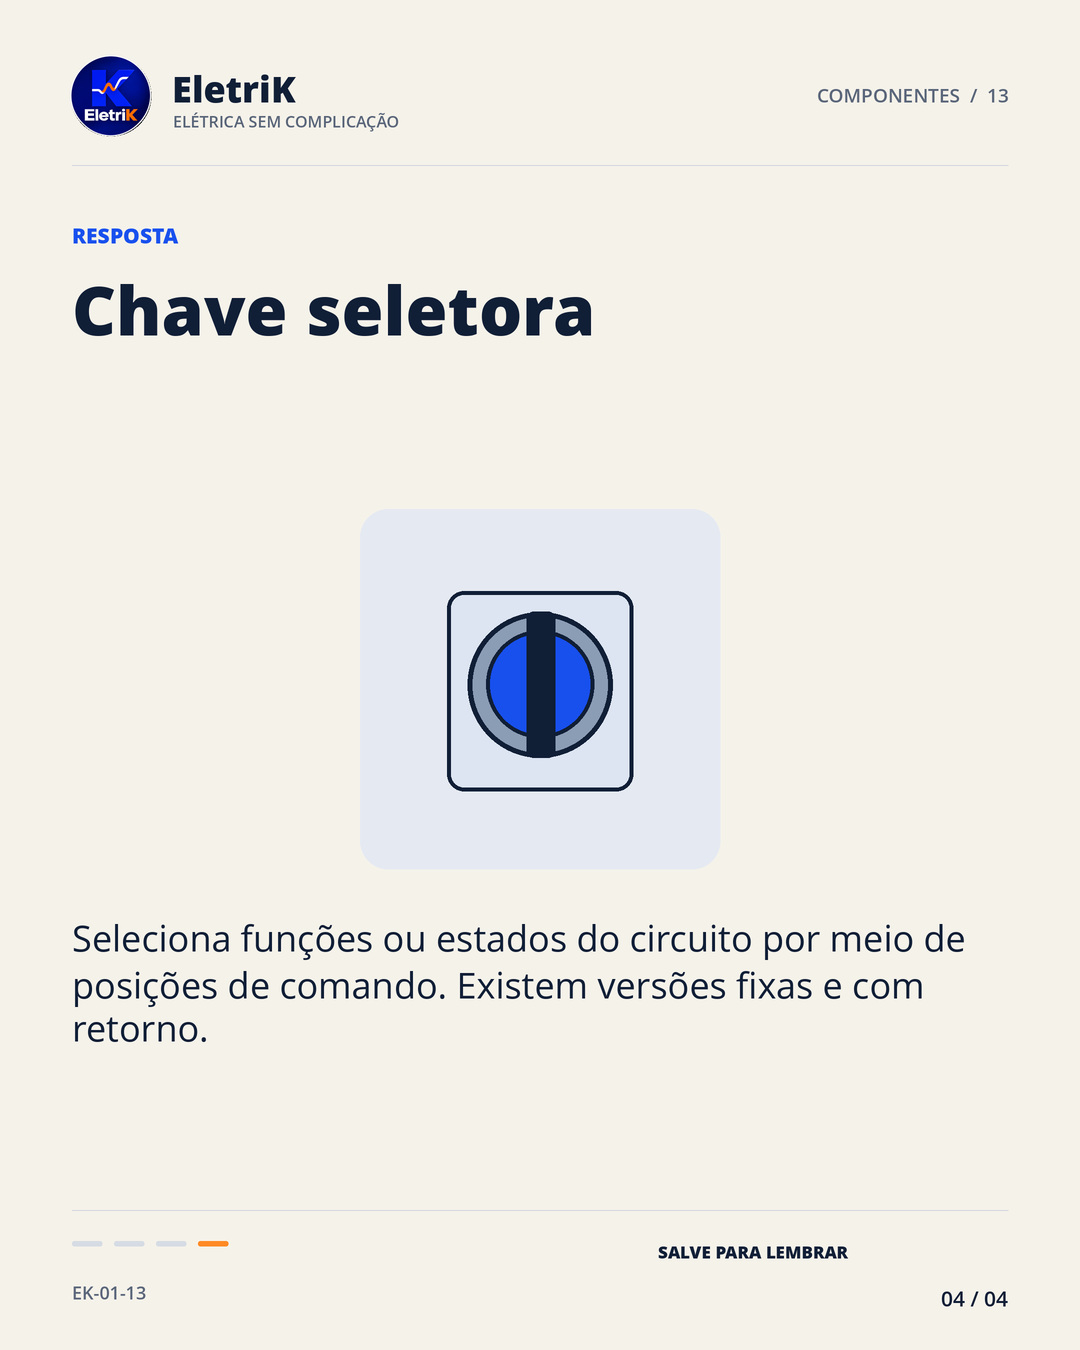 EletriK
EletriK
ELÉTRICA SEM COMPLICAÇÃO
COMPONENTES / 13
RESPOSTA
Chave seletora
Seleciona funções ou estados do circuito por meio de
posições de comando. Existem versões fixas e com
retorno.
SALVE PARA LEMBRAR
EK-01-13
04 / 04